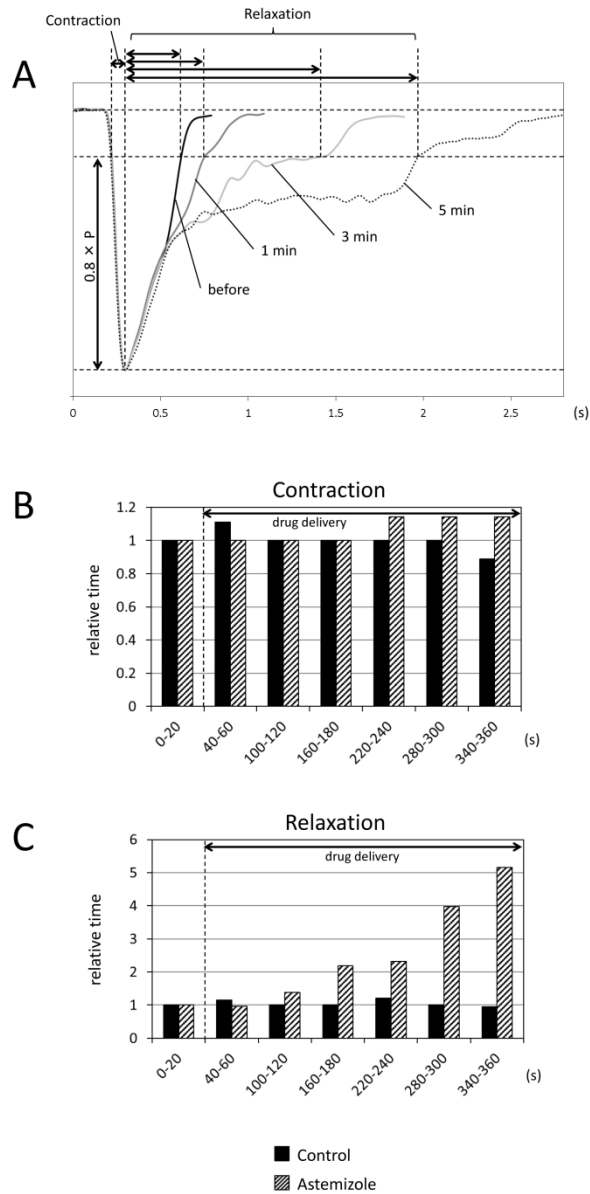 Relaxation
Contraction
A
0.8 × P
5 min
3 min
1 min
before
0 0.5 1 1.5 2 2.5 (s)
B
Contraction
drug delivery
relative time
1.2
1
0.8
0.6
0.4
0.2
0
0-20 40-60 100-120 160-180 220-240 280-300 340-360 (s)
C
Relaxation
drug delivery
relative time
6
5
4
3
2
1
0
0-20 40-60 100-120 160-180 220-240 280-300 340-360 (s)
Control
Astemizole